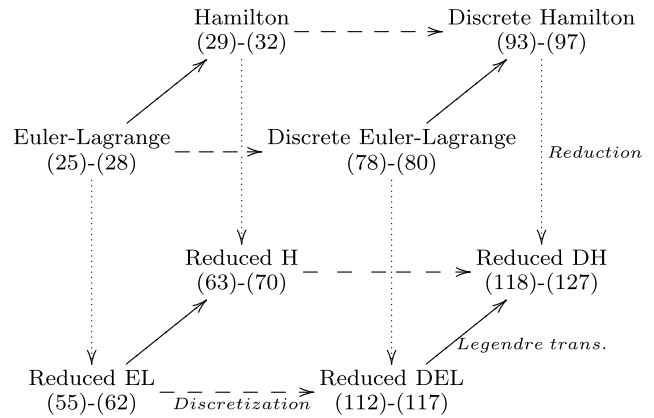 Hamilton
(29)-(32)
Discrete Hamilton
(93)-(97)
Euler-Lagrange
(25)-(28)
Discrete Euler-Lagrange
(78)-(80)
Reduction
Reduced H
(63)-(70)
Reduced DH
(118)-(127)
Legendre trans.
Reduced EL
(55)-(62)
Discretization
Reduced DEL
(112)-(117)